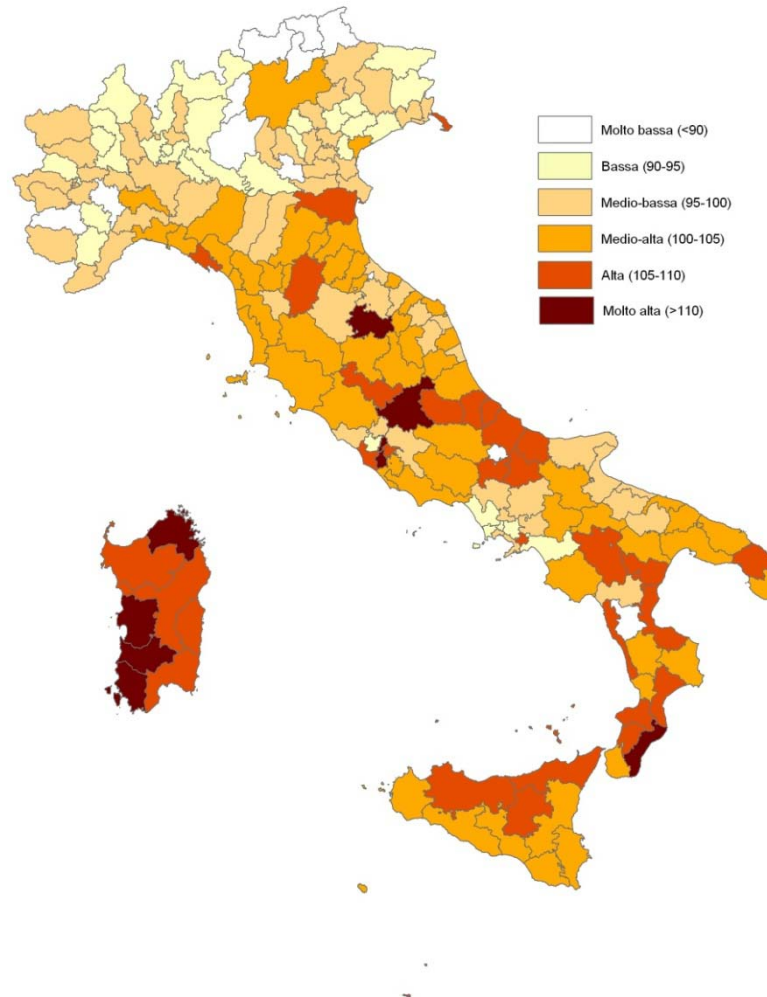 Molto bassa (<90)
Bassa (90-95)
Medio-bassa (95-100)
Medio-alta (100-105)
Alta (105-110)
Molto alta (>110)